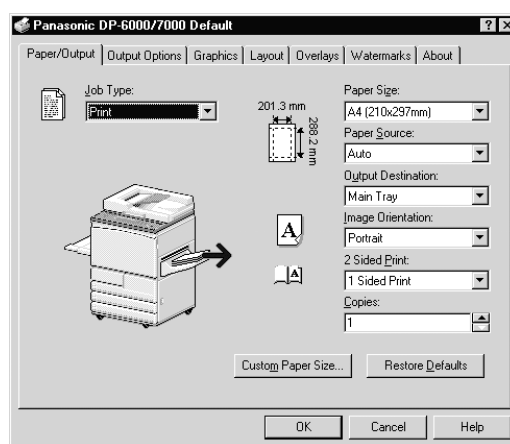 Panasonic DP-6000/7000 Default
Paper/Output
Output Options
Graphics
Layout
Overlays
Watermarks
About
Job Type:
Print
201.3 mm
288.2 mm
Paper Size:
A4 (210x297mm)
Paper Source:
Auto
Output Destination:
Main Tray
Image Orientation:
Portrait
2 Sided Print:
1 Sided Print
Copies:
1
A
A
Custom Paper Size...
Restore Defaults
OK
Cancel
Help